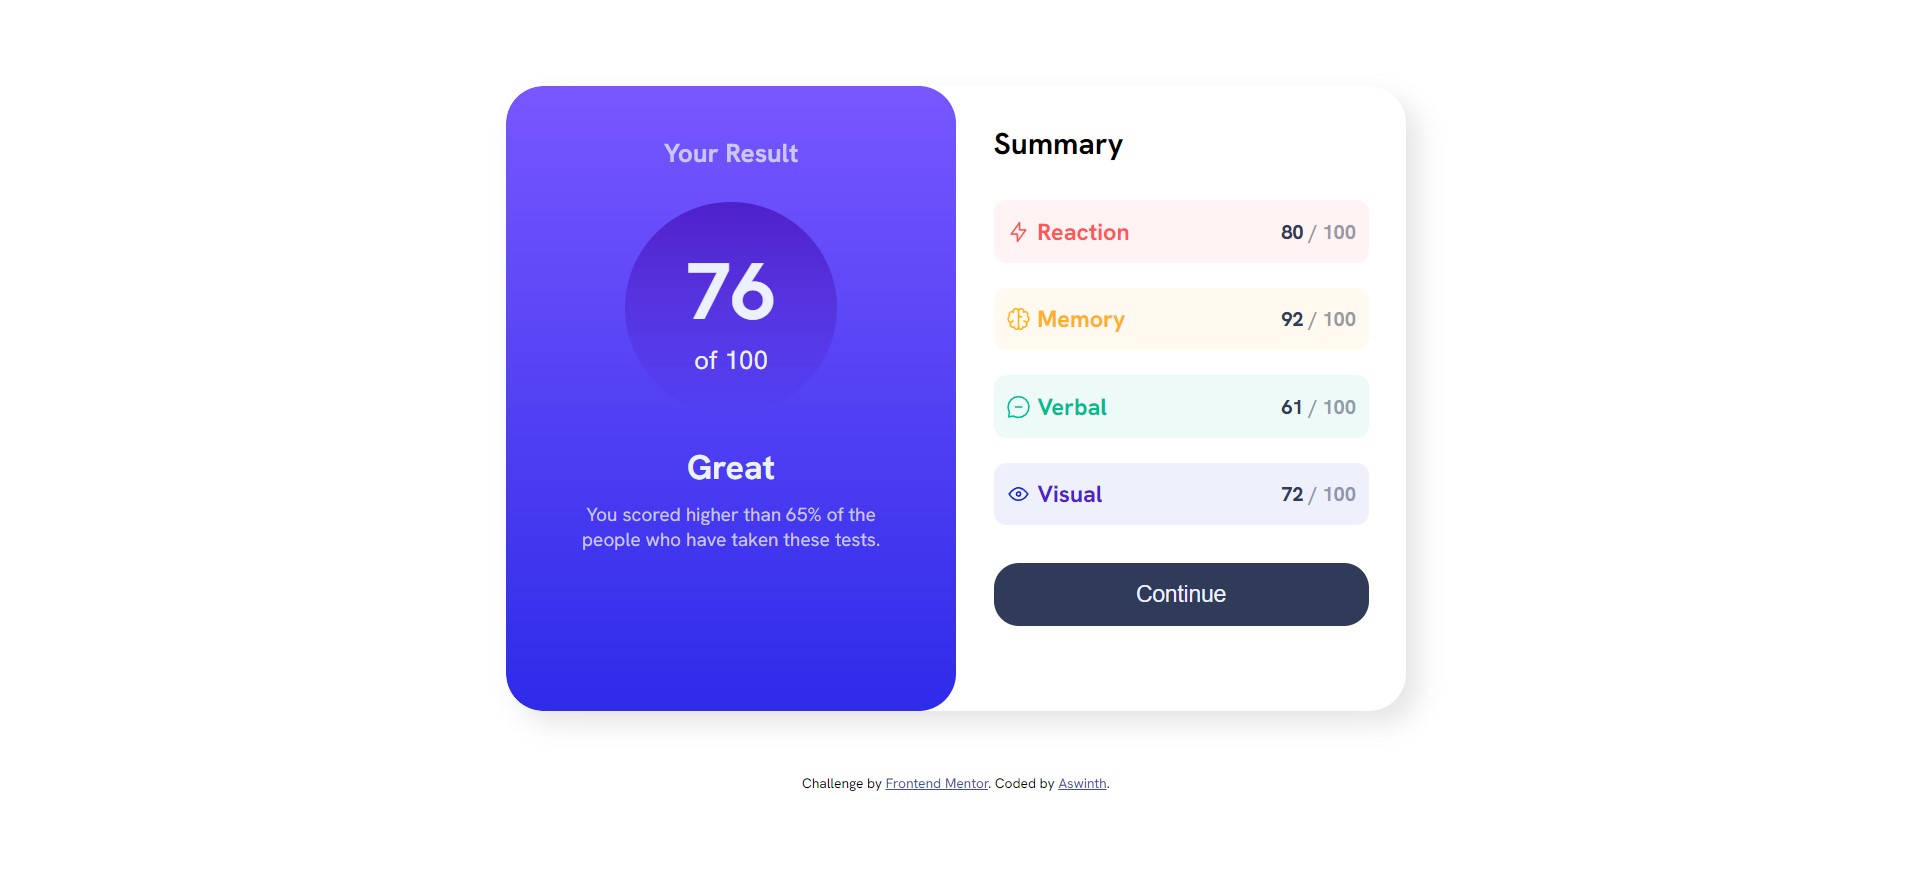 Your Result
76
of 100
Great
You scored higher than 65% of the
people who have taken these tests.
Summary
Reaction 80 / 100
Memory 92 / 100
Verbal 61 / 100
Visual 72 / 100
Continue
Challenge by Frontend Mentor. Coded by Aswinth.